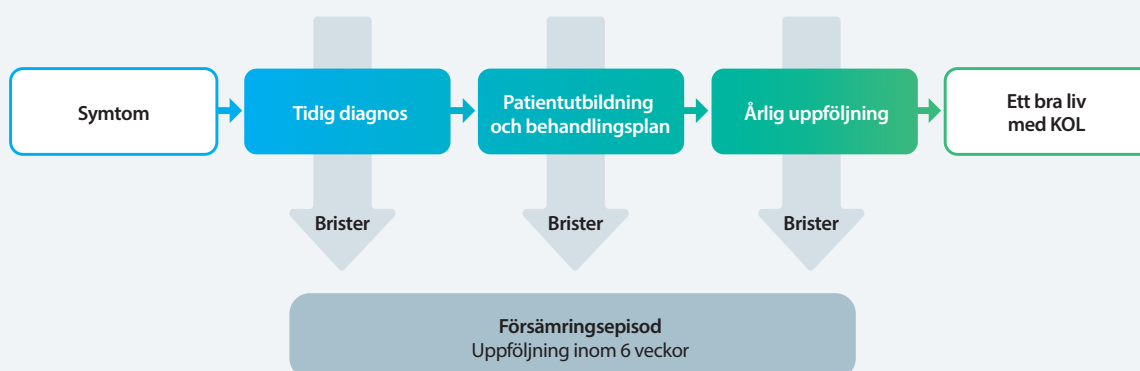 Symtom
Tidig diagnos
Patientutbildning
och behandlingsplan
Årlig uppföljning
Ett bra liv
med KOL
Brister
Brister
Brister
Försämringsepisod
Uppföljning inom 6 veckor